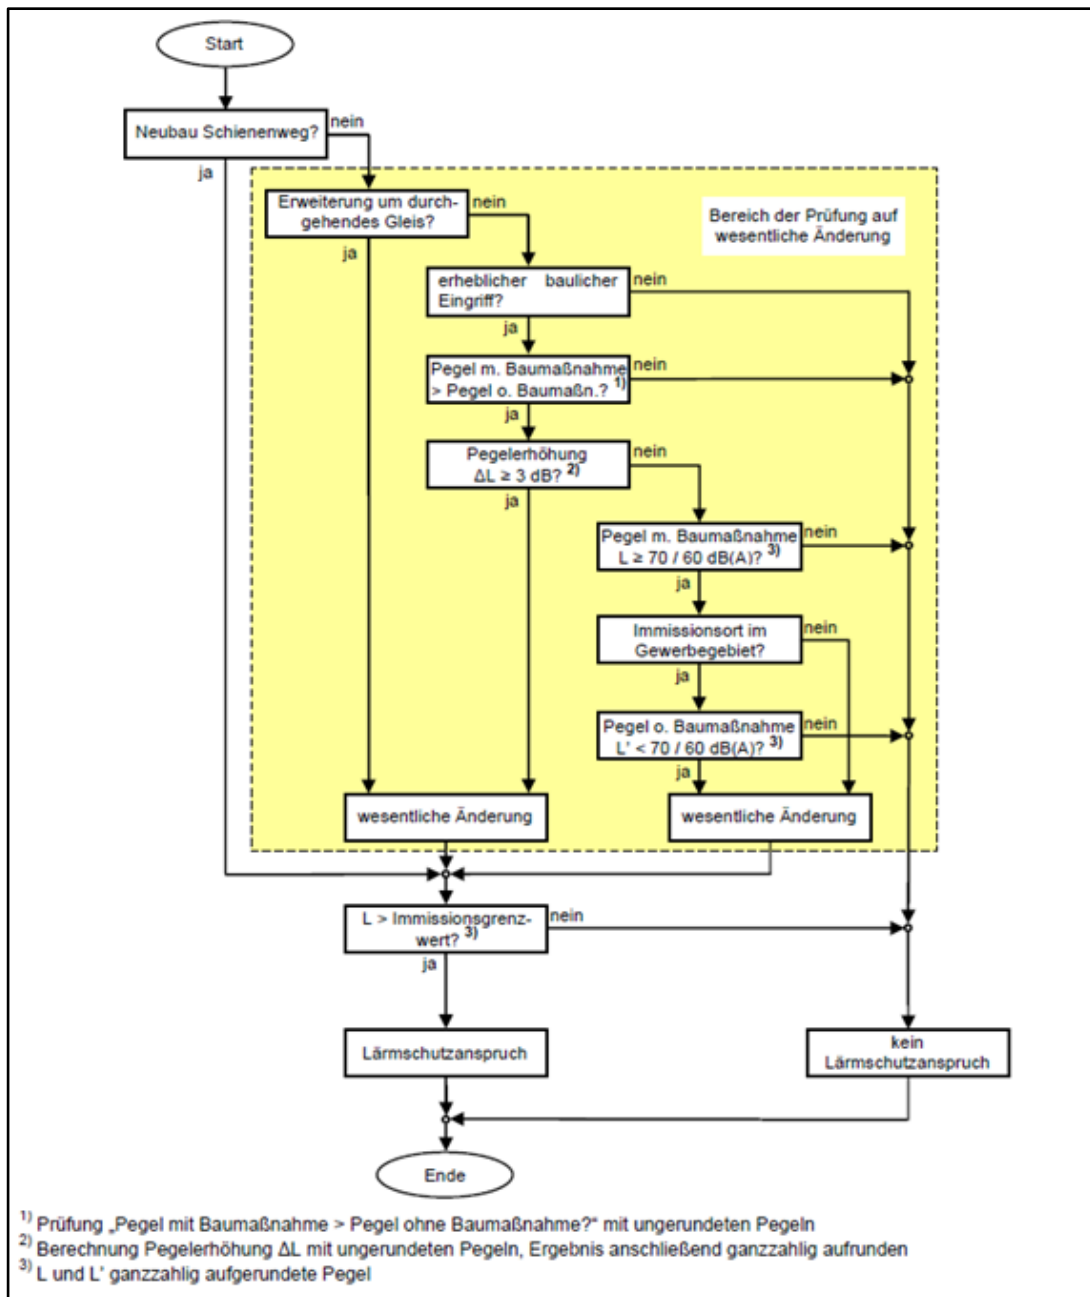 Start
Neubau Schienenweg?
nein
ja
Erweiterung um durch-
gehendes Gleis?
nein
ja
Bereich der Prüfung auf
wesentliche Änderung
erheblicher baulicher
Eingriff?
nein
ja
Pegel m. Baumaßnahme
> Pegel o. Baumaßn.? 1)
nein
ja
Pegelerhöhung
ΔL ≥ 3 dB? 2)
nein
ja
Pegel m. Baumaßnahme
L ≥ 70 / 60 dB(A)? 3)
nein
ja
Immissionsort im
Gewerbegebiet?
nein
ja
Pegel o. Baumaßnahme
L' < 70 / 60 dB(A)? 3)
nein
ja
wesentliche Änderung
wesentliche Änderung
L > Immissionsgrenz-
wert? 3)
nein
ja
Lärmschutzanspruch
kein
Lärmschutzanspruch
Ende
1) Prüfung „Pegel mit Baumaßnahme > Pegel ohne Baumaßnahme?“ mit ungerundeten Pegeln
2) Berechnung Pegelerhöhung ΔL mit ungerundeten Pegeln, Ergebnis anschließend ganzzahlig aufrunden
3) L und L' ganzzahlig aufgerundete Pegel